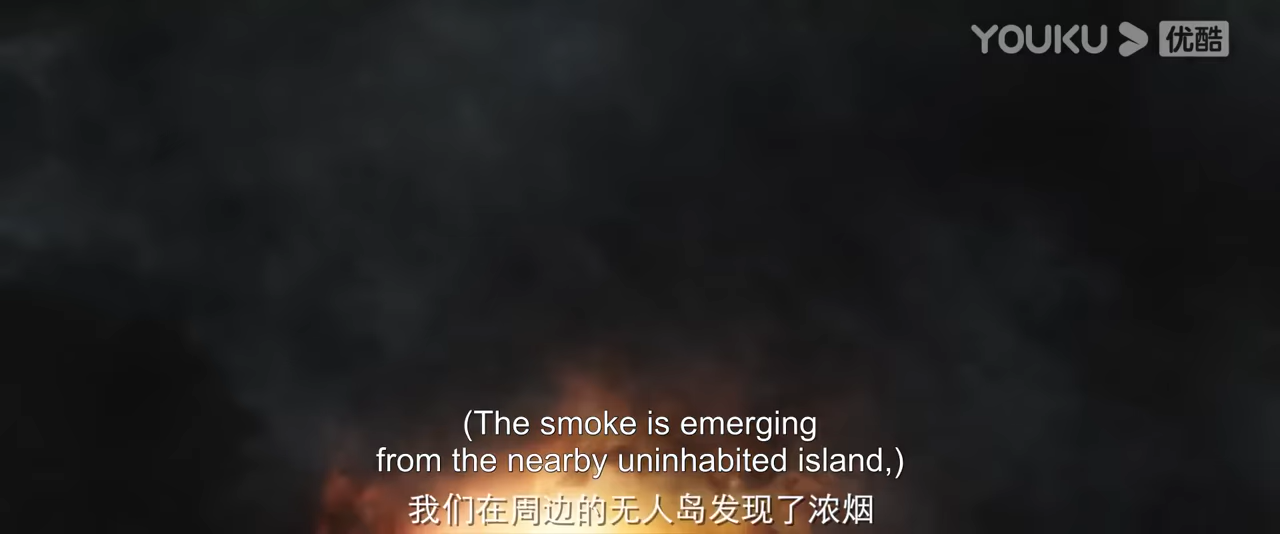 YOUKU 优酷
(The smoke is emerging
from the nearby uninhabited island,)
我们在周边的无人岛发现了浓烟